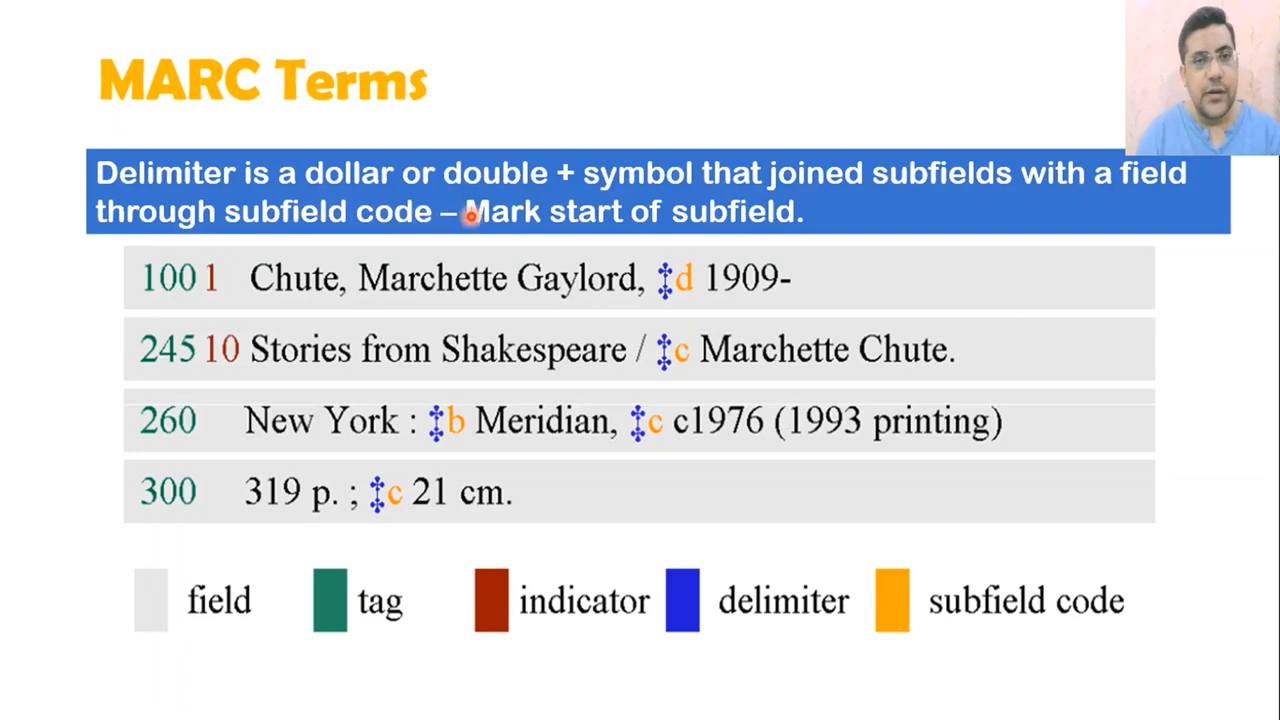 MARC Terms
Delimiter is a dollar or double + symbol that joined subfields with a field
through subfield code – Mark start of subfield.
100 1 Chute, Marchette Gaylord, ‡d 1909-
245 10 Stories from Shakespeare / ‡c Marchette Chute.
260 New York : ‡b Meridian, ‡c c1976 (1993 printing)
300 319 p. ; ‡c 21 cm.
field tag indicator delimiter subfield code